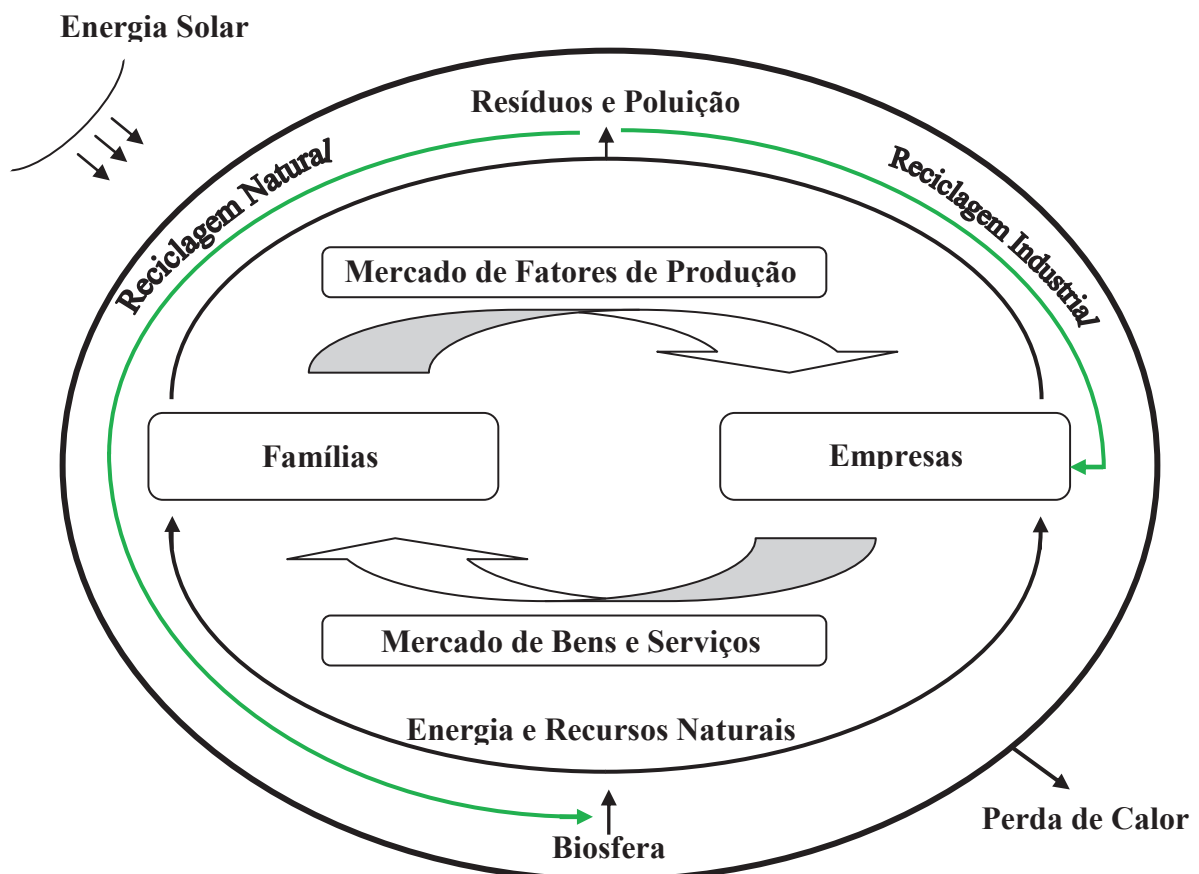 Energia Solar
Resíduos e Poluição
Reciclagem Natural
Reciclagem Industrial
Mercado de Fatores de Produção
Famílias
Empresas
Mercado de Bens e Serviços
Energia e Recursos Naturais
Perda de Calor
Biosfera